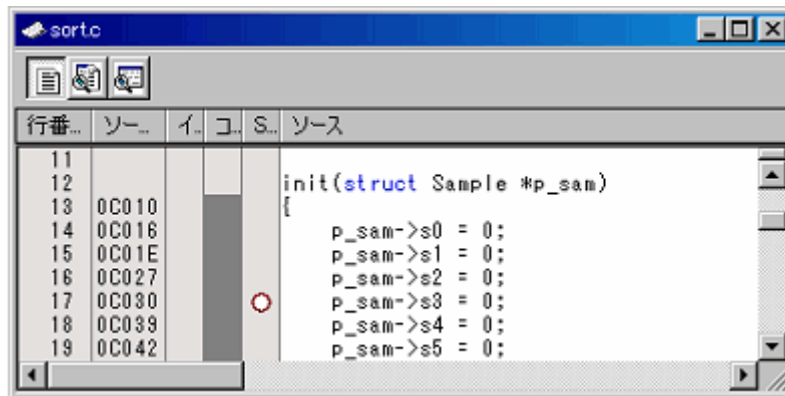 sort.c
行番... ソー... イ.. コ.. S... ソース
11
12 init(struct Sample *p_sam)
13 0C010 {
14 0C016 p_sam->s0 = 0;
15 0C01E p_sam->s1 = 0;
16 0C027 p_sam->s2 = 0;
17 0C030 p_sam->s3 = 0;
18 0C039 p_sam->s4 = 0;
19 0C042 p_sam->s5 = 0;